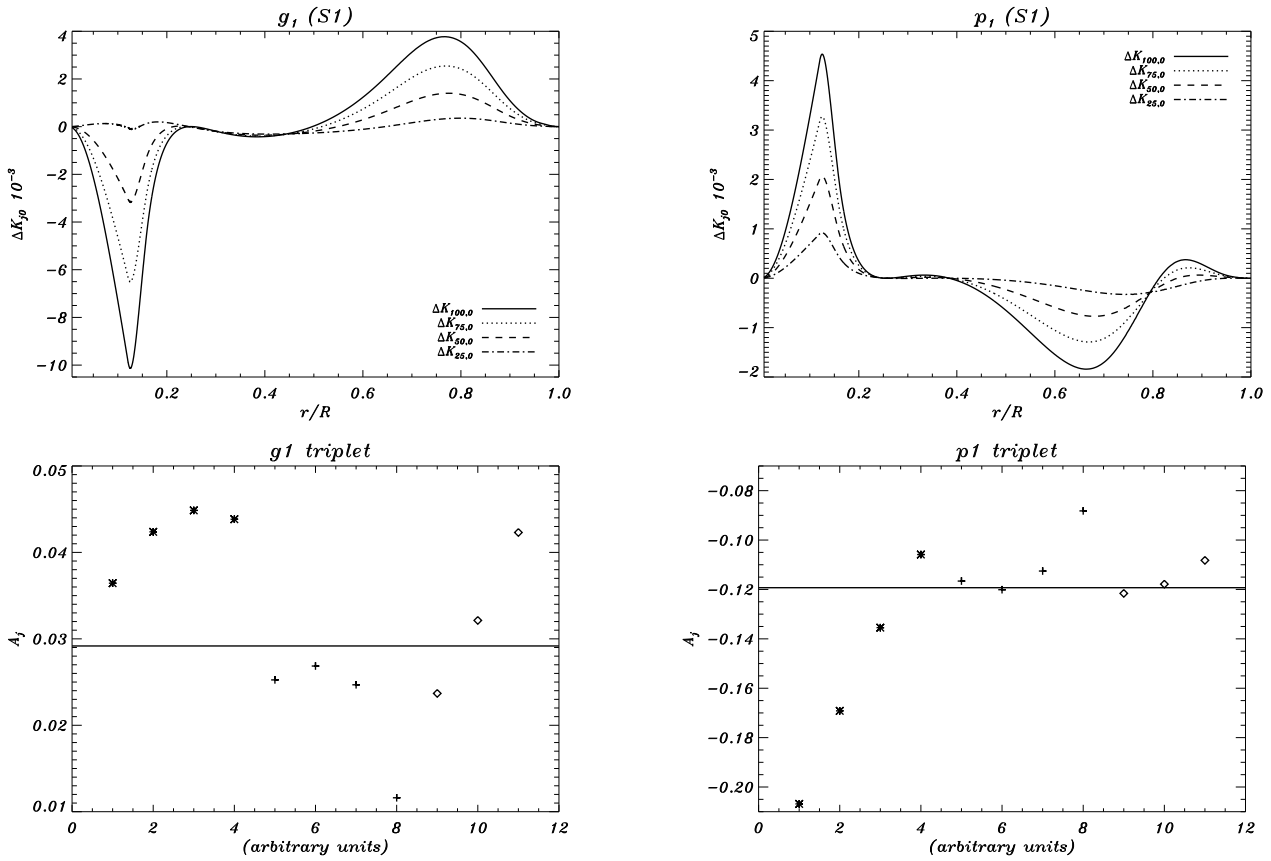 g1 (S1)
4
2
0
−2
−4
−6
−8
−10
ΔKj0 10−3
ΔK100,0
ΔK75,0
ΔK50,0
ΔK25,0
0.2 0.4 0.6 0.8 1.0
r/R
p1 (S1)
5
4
3
2
1
0
−1
−2
ΔKj0 10−3
ΔK100,0
ΔK75,0
ΔK50,0
ΔK25,0
0.2 0.4 0.6 0.8 1.0
r/R
g1 triplet
0.05
0.04
0.03
0.02
0.01
Aj
0 2 4 6 8 10 12
(arbitrary units)
p1 triplet
−0.08
−0.10
−0.12
−0.14
−0.16
−0.18
−0.20
Aj
0 2 4 6 8 10 12
(arbitrary units)